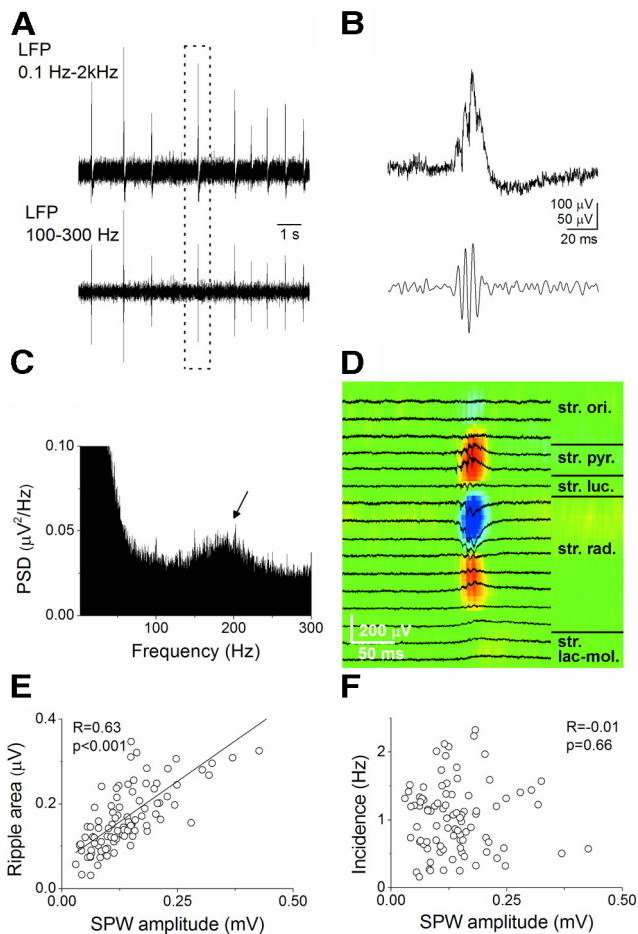 A
LFP
0.1 Hz-2kHz
LFP
100-300 Hz
1 s
B
100 μV
50 μV
20 ms
C
PSD (μV²/Hz)
0.10
0.05
0.00
100
200
300
Frequency (Hz)
D
str. ori.
str. pyr.
str. luc.
str. rad.
str.
lac-mol.
200 μV
50 ms
E
R=0.63
p<0.001
Ripple area (μV)
0.4
0.2
0.0
0.00
0.25
0.50
SPW amplitude (mV)
F
R=-0.01
p=0.66
Incidence (Hz)
2
1
0
0.00
0.25
0.50
SPW amplitude (mV)